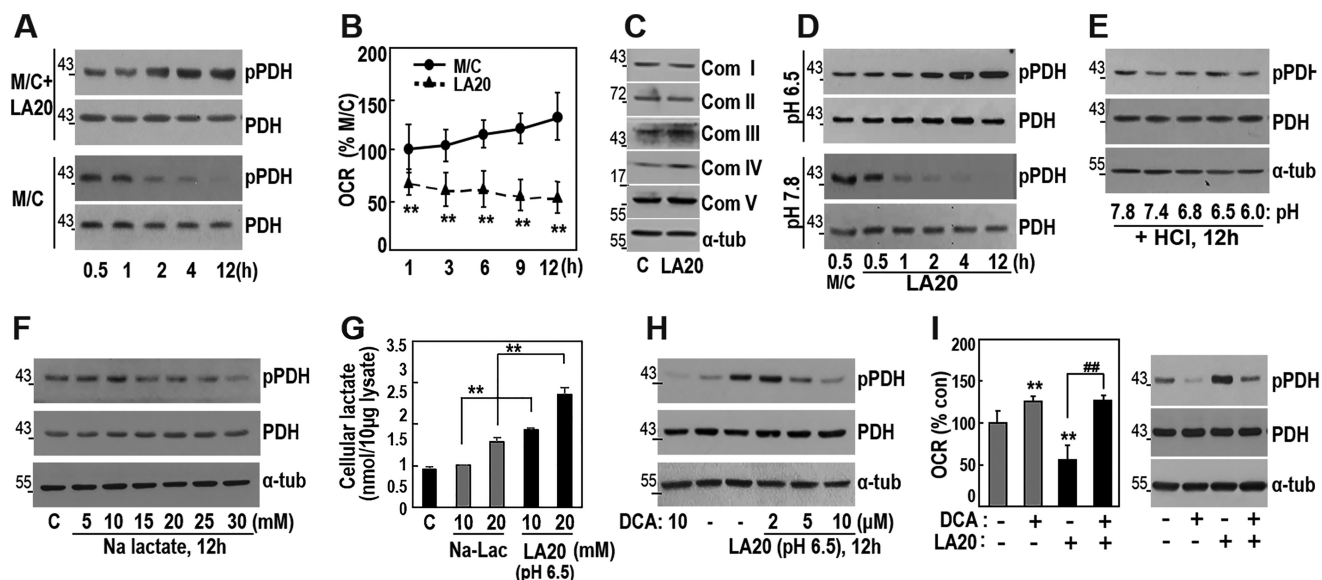 A
M/C+
LA20
43
pPDH
43
PDH
M/C
43
pPDH
43
PDH
0.5 1 2 4 12(h)
B
OCR (% M/C)
200
150
100
50
0
M/C
LA20
** ** ** ** **
1 3 6 9 12(h)
C
43
Com I
72
Com II
43
Com III
Com IV
17
Com V
55
55
α-tub
C LA20
D
pH 6.5
43
pPDH
43
PDH
pH 7.8
43
pPDH
43
PDH
0.5 0.5 1 2 4 12 (h)
M/C LA20
E
43
pPDH
43
PDH
55
α-tub
7.8 7.4 6.8 6.5 6.0: pH
+ HCl, 12h
F
43
pPDH
43
PDH
55
α-tub
C 5 10 15 20 25 30 (mM)
Na lactate, 12h
G
Cellular lactate
(nmol/10μg lysate)
3.5
3
2.5
2
1.5
1
0.5
0
**
**
C 10 20 10 20
Na-Lac LA20 (mM)
(pH 6.5)
H
43
pPDH
43
PDH
55
α-tub
DCA: 10 - - 2 5 10 (μM)
LA20 (pH 6.5), 12h
I
OCR (% con)
200
150
100
50
0
**
**
##
DCA: - + - +
LA20: - - + +
43
pPDH
43
PDH
55
α-tub
- + - +
- - + +